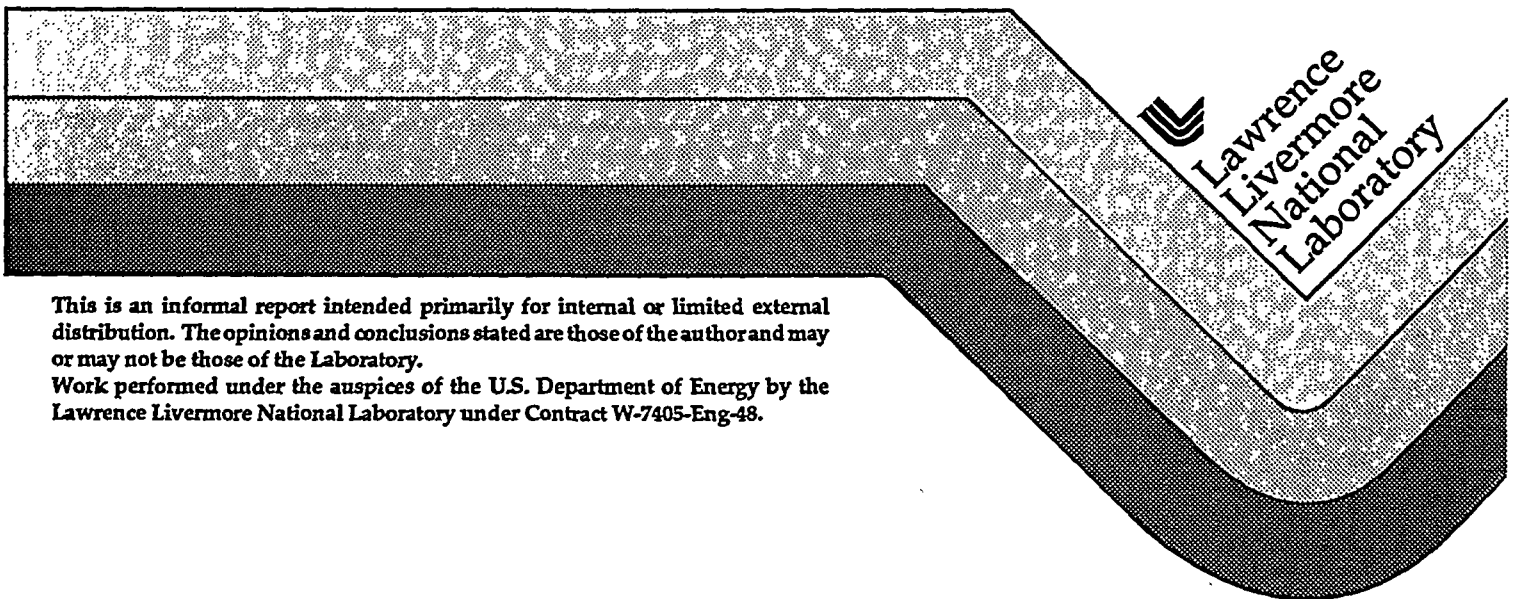 Lawrence
Livermore
National
Laboratory
This is an informal report intended primarily for internal or limited external
distribution. The opinions and conclusions stated are those of the author and may
or may not be those of the Laboratory.
Work performed under the auspices of the U.S. Department of Energy by the
Lawrence Livermore National Laboratory under Contract W-7405-Eng-48.